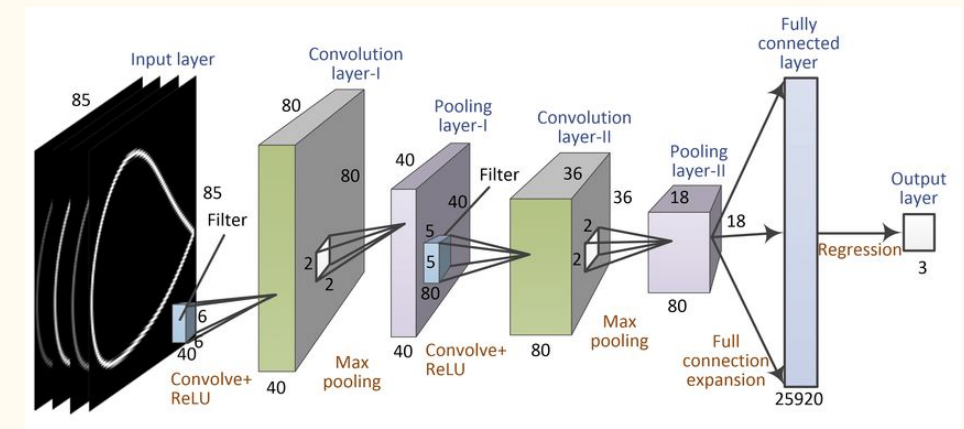 Input layer
85
85
Filter
6
6
40
Convolve+
ReLU
Convolution
layer-I
80
80
2
2
40
Max
pooling
Pooling
layer-I
40
40
Filter
5
5
80
40
Convolve+
ReLU
Convolution
layer-II
36
36
2
2
80
Max
pooling
Pooling
layer-II
18
18
80
Full
connection
expansion
Fully
connected
layer
25920
Regression
Output
layer
3